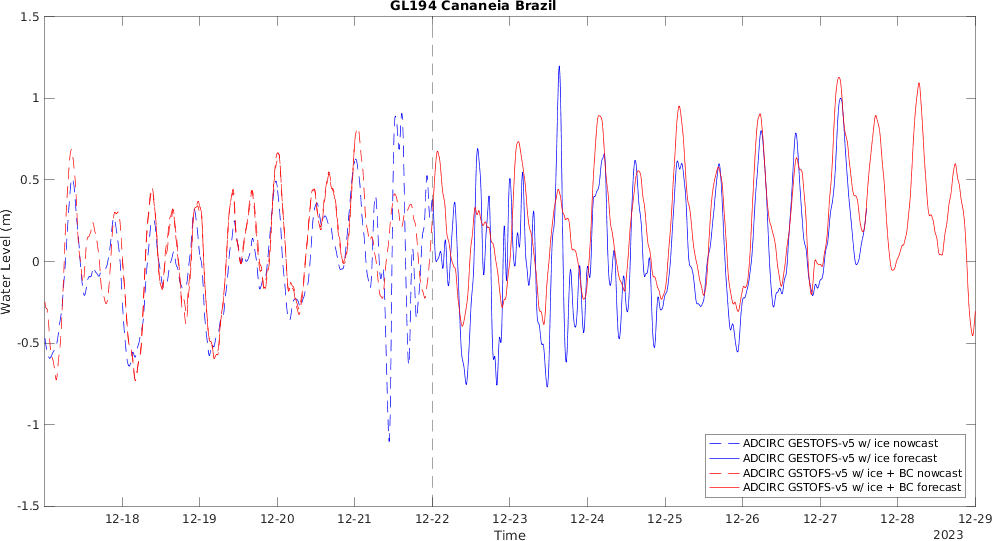 GL194 Cananeia Brazil
1.5
1
0.5
0
-0.5
-1
-1.5
Water Level (m)
12-18 12-19 12-20 12-21 12-22 12-23 12-24 12-25 12-26 12-27 12-28 12-29
Time
2023
ADCIRC GESTOFS-v5 w/ ice nowcast
ADCIRC GESTOFS-v5 w/ ice forecast
ADCIRC GSTOFS-v5 w/ ice + BC nowcast
ADCIRC GSTOFS-v5 w/ ice + BC forecast